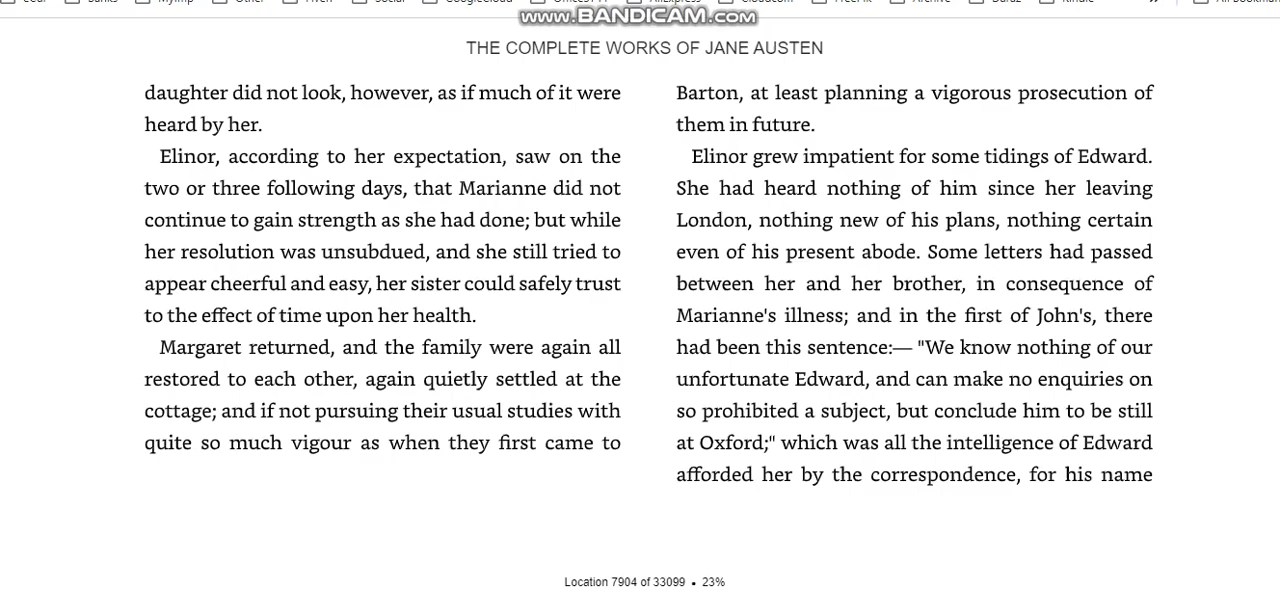 www.BANDICAM.com
THE COMPLETE WORKS OF JANE AUSTEN
daughter did not look, however, as if much of it were
heard by her.
Elinor, according to her expectation, saw on the
two or three following days, that Marianne did not
continue to gain strength as she had done; but while
her resolution was unsubdued, and she still tried to
appear cheerful and easy, her sister could safely trust
to the effect of time upon her health.
Margaret returned, and the family were again all
restored to each other, again quietly settled at the
cottage; and if not pursuing their usual studies with
quite so much vigour as when they first came to
Barton, at least planning a vigorous prosecution of
them in future.
Elinor grew impatient for some tidings of Edward.
She had heard nothing of him since her leaving
London, nothing new of his plans, nothing certain
even of his present abode. Some letters had passed
between her and her brother, in consequence of
Marianne's illness; and in the first of John's, there
had been this sentence:— "We know nothing of our
unfortunate Edward, and can make no enquiries on
so prohibited a subject, but conclude him to be still
at Oxford;" which was all the intelligence of Edward
afforded her by the correspondence, for his name
Location 7904 of 33099 • 23%